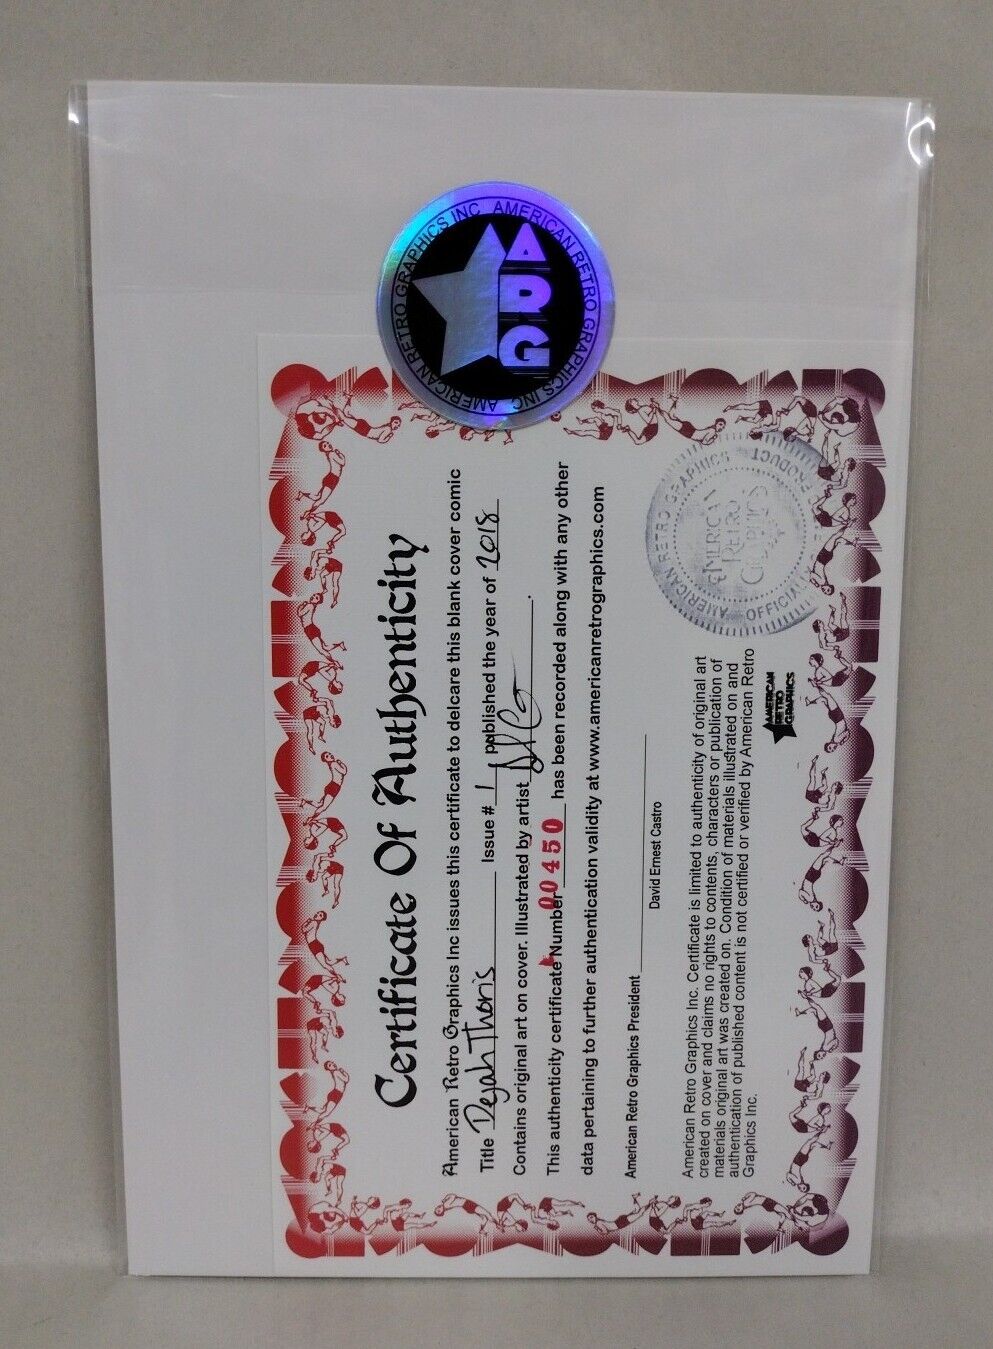 AMERICAN RETRO GRAPHICS INC. AMERICAN RETRO GRAPHICS INC.
ARG
Certificate Of Authenticity
American Retro Graphics Inc issues this certificate to delcare this blank cover comic
Title Dejah Thoris Issue # 1 published the year of 2018
Contains original art on cover. Illustrated by artist .
This authenticity certificate Number 00450 has been recorded along with any other
data pertaining to further authentication validity at www.americanretrographics.com
American Retro Graphics President
David Ernest Castro
American Retro Graphics Inc. Certificate is limited to authenticity of original art
created on cover and claims no rights to contents, characters or publication of
materials original art was created on. Condition of materials illustrated on and
authentication of published content is not certified or verified by American Retro
Graphics Inc.
AMERICAN
RETRO
GRAPHICS
AMERICAN RETRO GRAPHICS
OFFICIAL PRODUCT
AMERICAN
RETRO
GRAPHICS